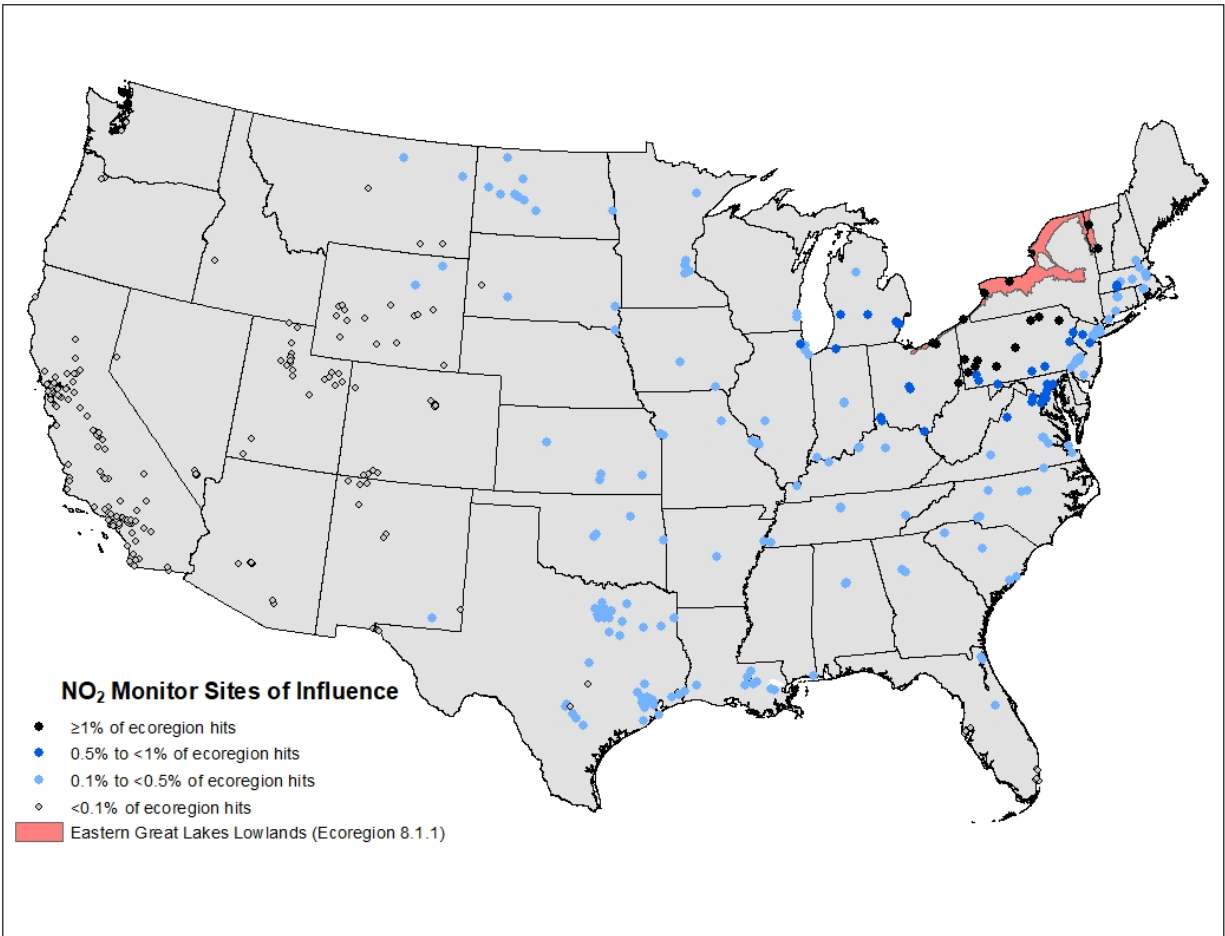 NO₂ Monitor Sites of Influence
≥1% of ecoregion hits
0.5% to <1% of ecoregion hits
0.1% to <0.5% of ecoregion hits
<0.1% of ecoregion hits
Eastern Great Lakes Lowlands (Ecoregion 8.1.1)